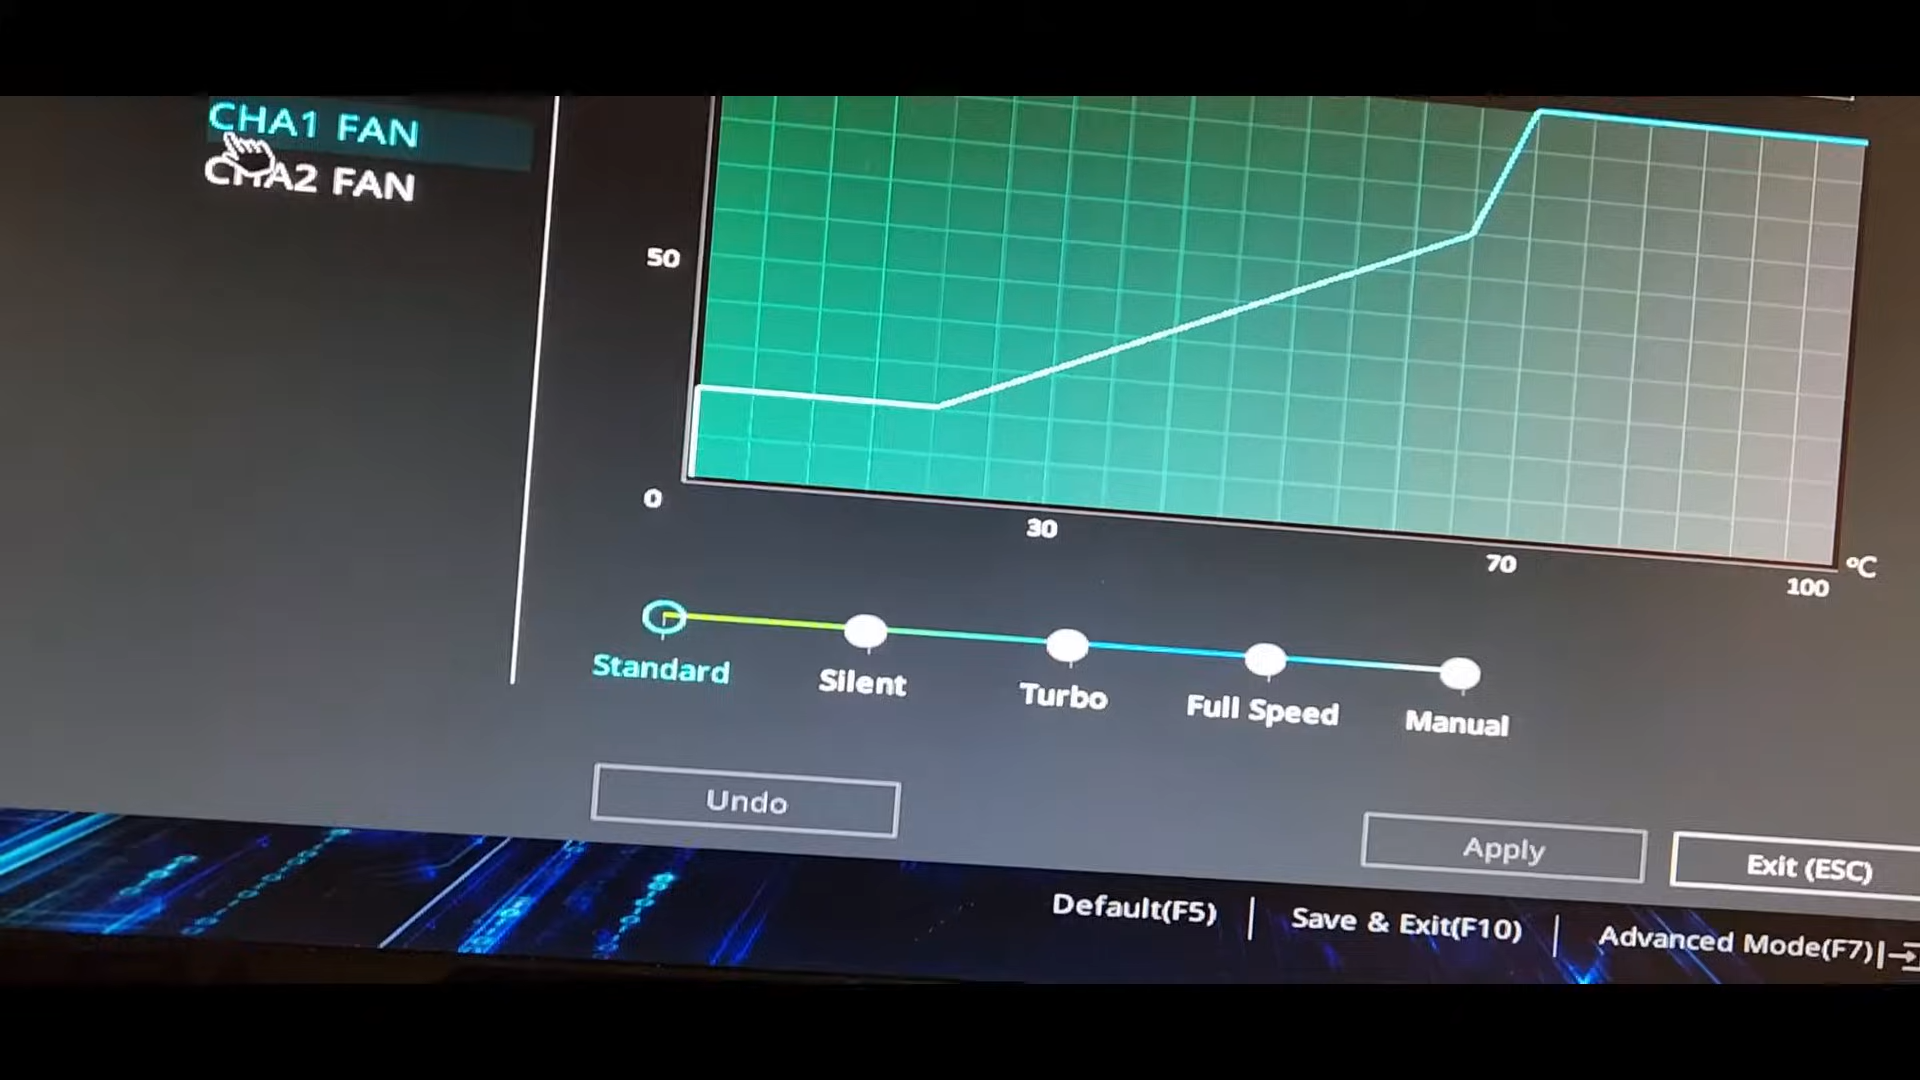 CHA1 FAN
CHA2 FAN
50
0
30
70
100
°C
Standard
Silent
Turbo
Full Speed
Manual
Undo
Apply
Exit (ESC)
Default(F5)
Save & Exit(F10)
Advanced Mode(F7)